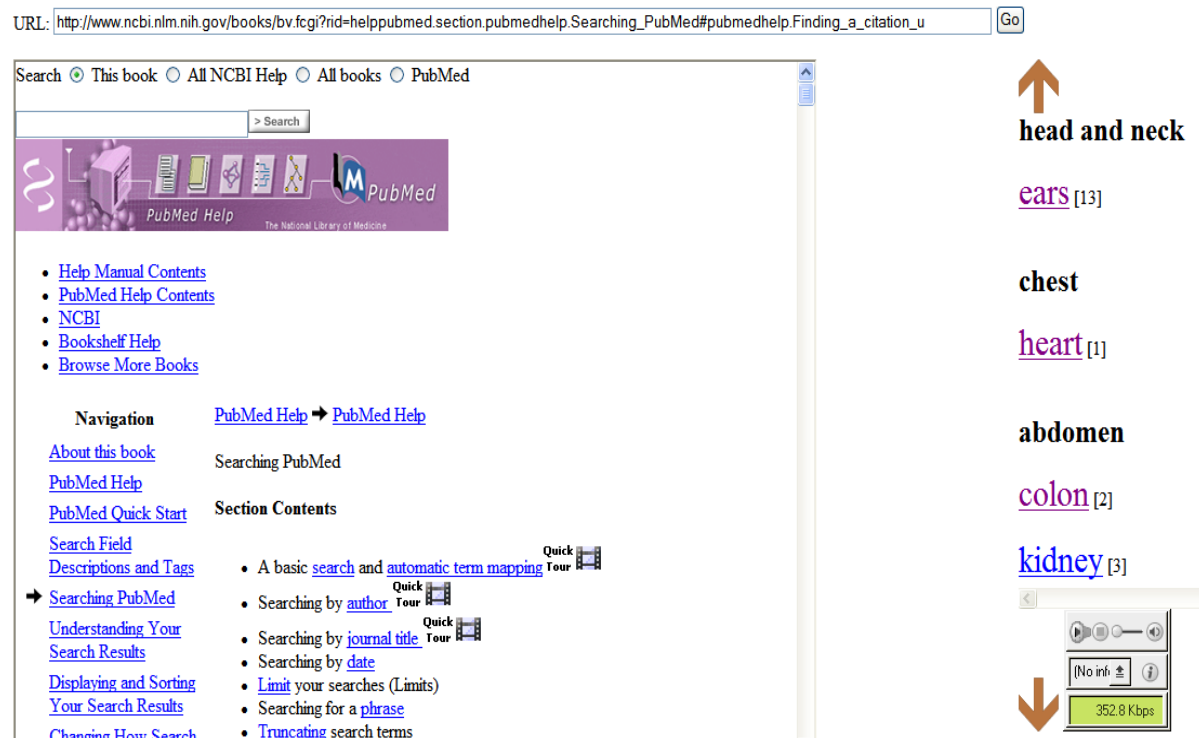 URL: http://www.ncbi.nlm.nih.gov/books/bv.fcgi?rid=helppubmed.section.pubmedhelp.Searching_PubMed#pubmedhelp.Finding_a_citation_u Go
Search This book All NCBI Help All books PubMed
> Search
PubMed
PubMed Help
The National Library of Medicine
Help Manual Contents
PubMed Help Contents
NCBI
Bookshelf Help
Browse More Books
Navigation
About this book
PubMed Help
PubMed Quick Start
Search Field
Descriptions and Tags
Searching PubMed
Understanding Your
Search Results
Displaying and Sorting
Your Search Results
Changing How Search
PubMed Help PubMed Help
Searching PubMed
Section Contents
A basic search and automatic term mapping Quick Tour
Searching by author Quick Tour
Searching by journal title Quick Tour
Searching by date
Limit your searches (Limits)
Searching for a phrase
Truncating search terms
head and neck
ears [13]
chest
heart [1]
abdomen
colon [2]
kidney [3]
(No inf
352.8 Kbps